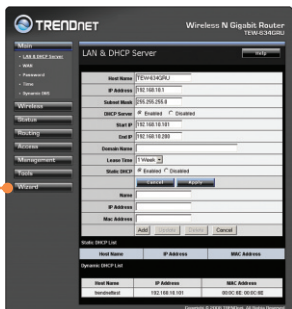 TRENDNET
Wireless N Gigabit Router
TEW-634GRU
Main
LAN & DHCP Server
WAN
Password
Time
Dynamic DNS
Wireless
Status
Routing
Access
Management
Tools
Wizard
LAN & DHCP Server
Help
Host Name TEW-634GRU
IP Address 192.168.10.1
Subnet Mask 255.255.255.0
DHCP Server Enabled Disabled
Start IP 192.168.10.101
End IP
Domain Name
Lease Time 1 Week
Static DHCP Enabled Disabled
Cancel Apply
Name
IP Address
Mac Address
Add Update Delete Cancel
Static DHCP List
Host Name IP Address MAC Address
Dynamic DHCP List
Host Name IP Address MAC Address
192.168.10.101